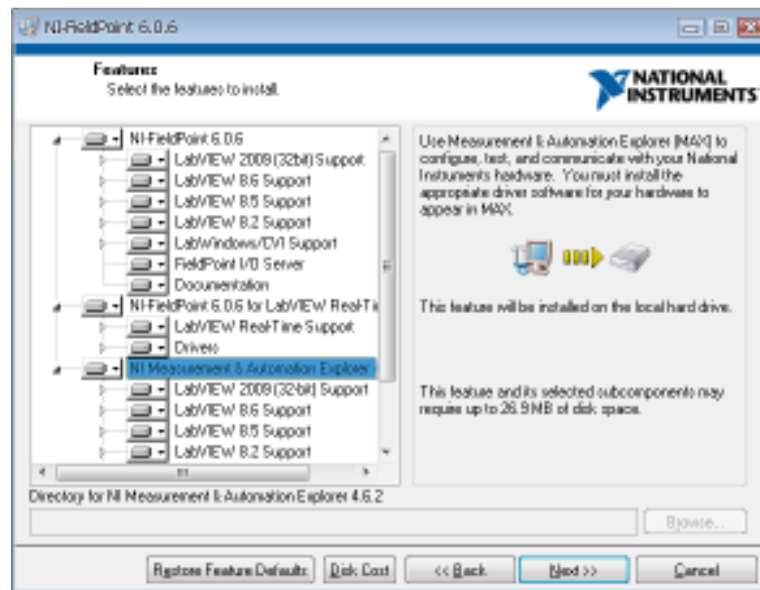 NI-FieldPoint 6.0.6
Features
Select the features to install.
NATIONAL
INSTRUMENTS
NI-FieldPoint 6.0.6
LabVIEW 2009 (32bit) Support
LabVIEW 8.6 Support
LabVIEW 8.5 Support
LabVIEW 8.2 Support
LabWindows/CVI Support
FieldPoint I/O Server
Documentation
NI-FieldPoint 6.0.6 for LabVIEW Real-Ti
LabVIEW Real-Time Support
Drivers
NI Measurement & Automation Explorer
LabVIEW 2009 (32-bit) Support
LabVIEW 8.6 Support
LabVIEW 8.5 Support
LabVIEW 8.2 Support
Use Measurement & Automation Explorer (MAX) to
configure, test, and communicate with your National
Instruments hardware. You must install the
appropriate driver software for your hardware to
appear in MAX.
This feature will be installed on the local hard drive.
This feature and its selected subcomponents may
require up to 26.9 MB of disk space.
Directory for NI Measurement & Automation Explorer 4.6.2
Browse...
Restore Feature Defaults
Disk Cost
<< Back
Next >>
Cancel